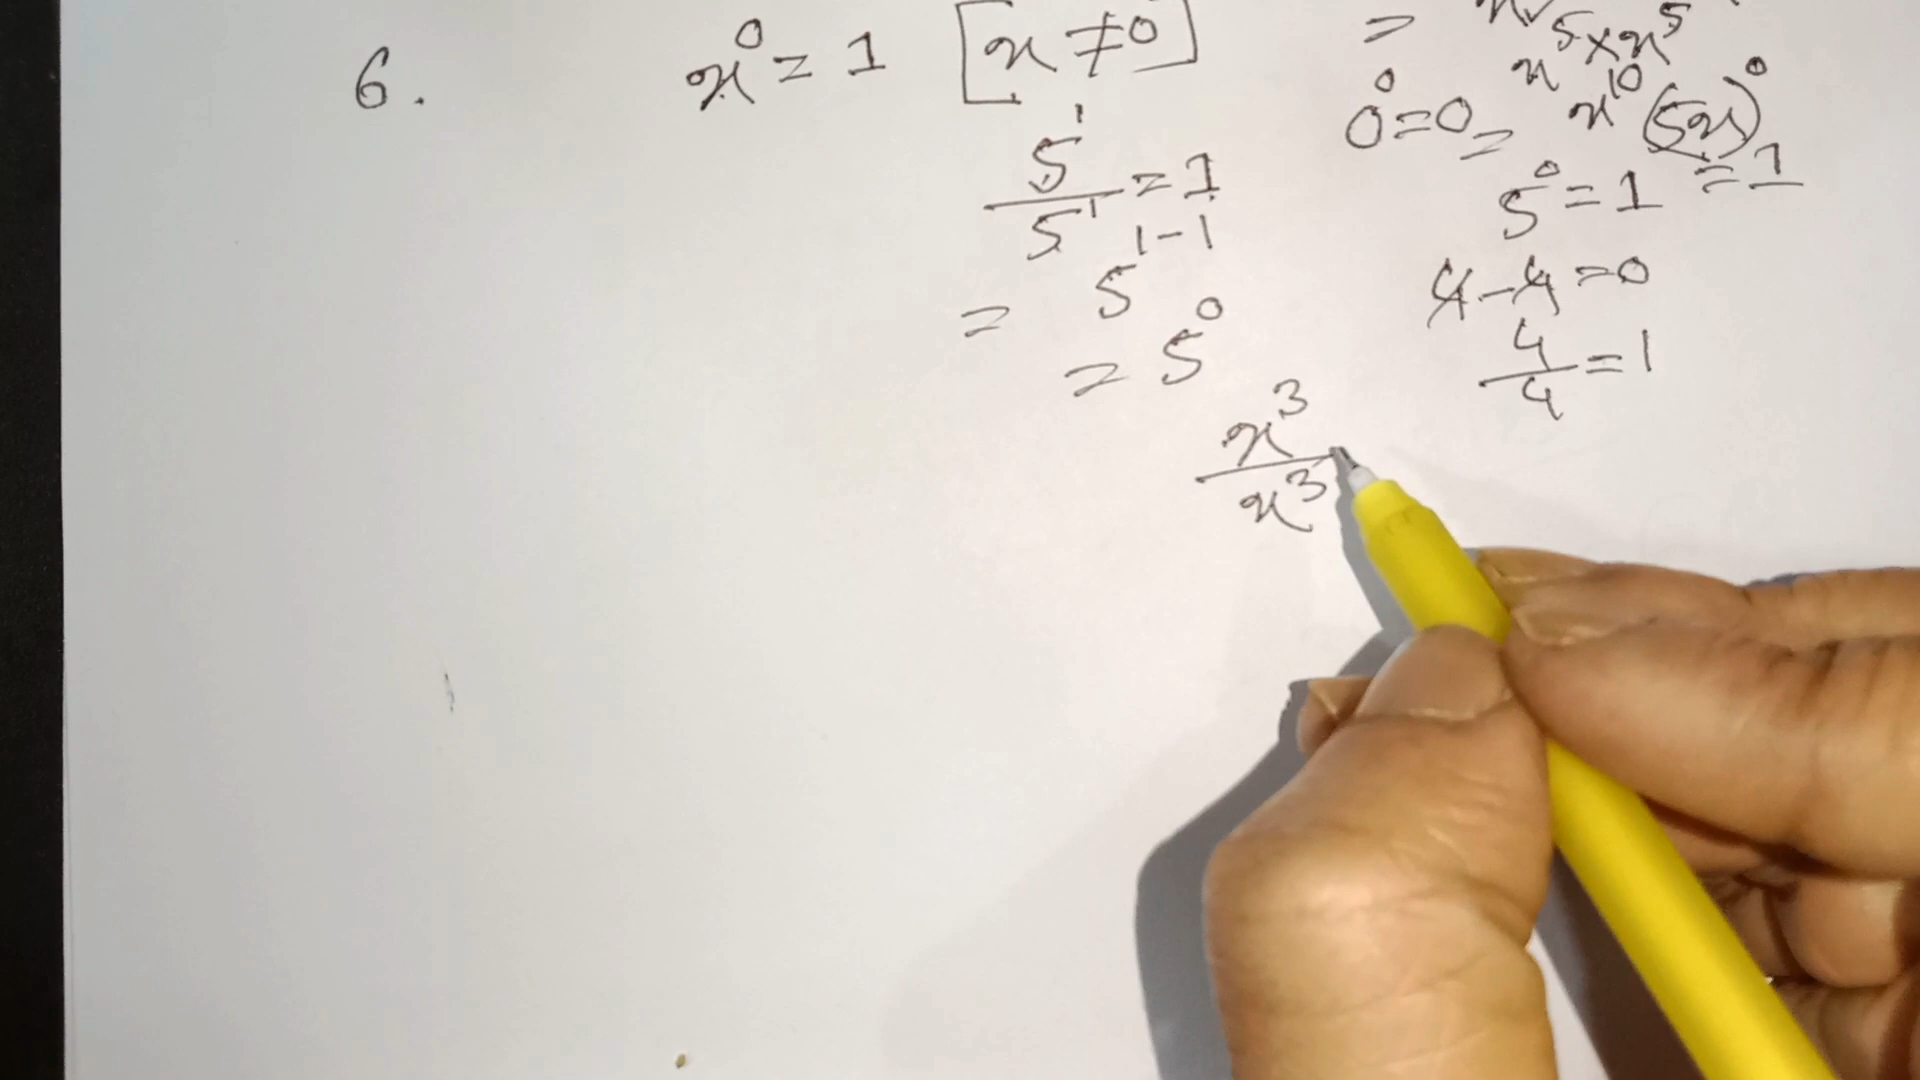 6. x⁰ = 1 [x ≠ 0]
5¹/5¹ = 1
= 5¹⁻¹
= 5⁰
x³/x³
=
x⁵ × x⁵
x¹⁰
0⁰ = 0
=
(5x)⁰ = 1
5⁰ = 1
4 - 4 = 0
4/4 = 1